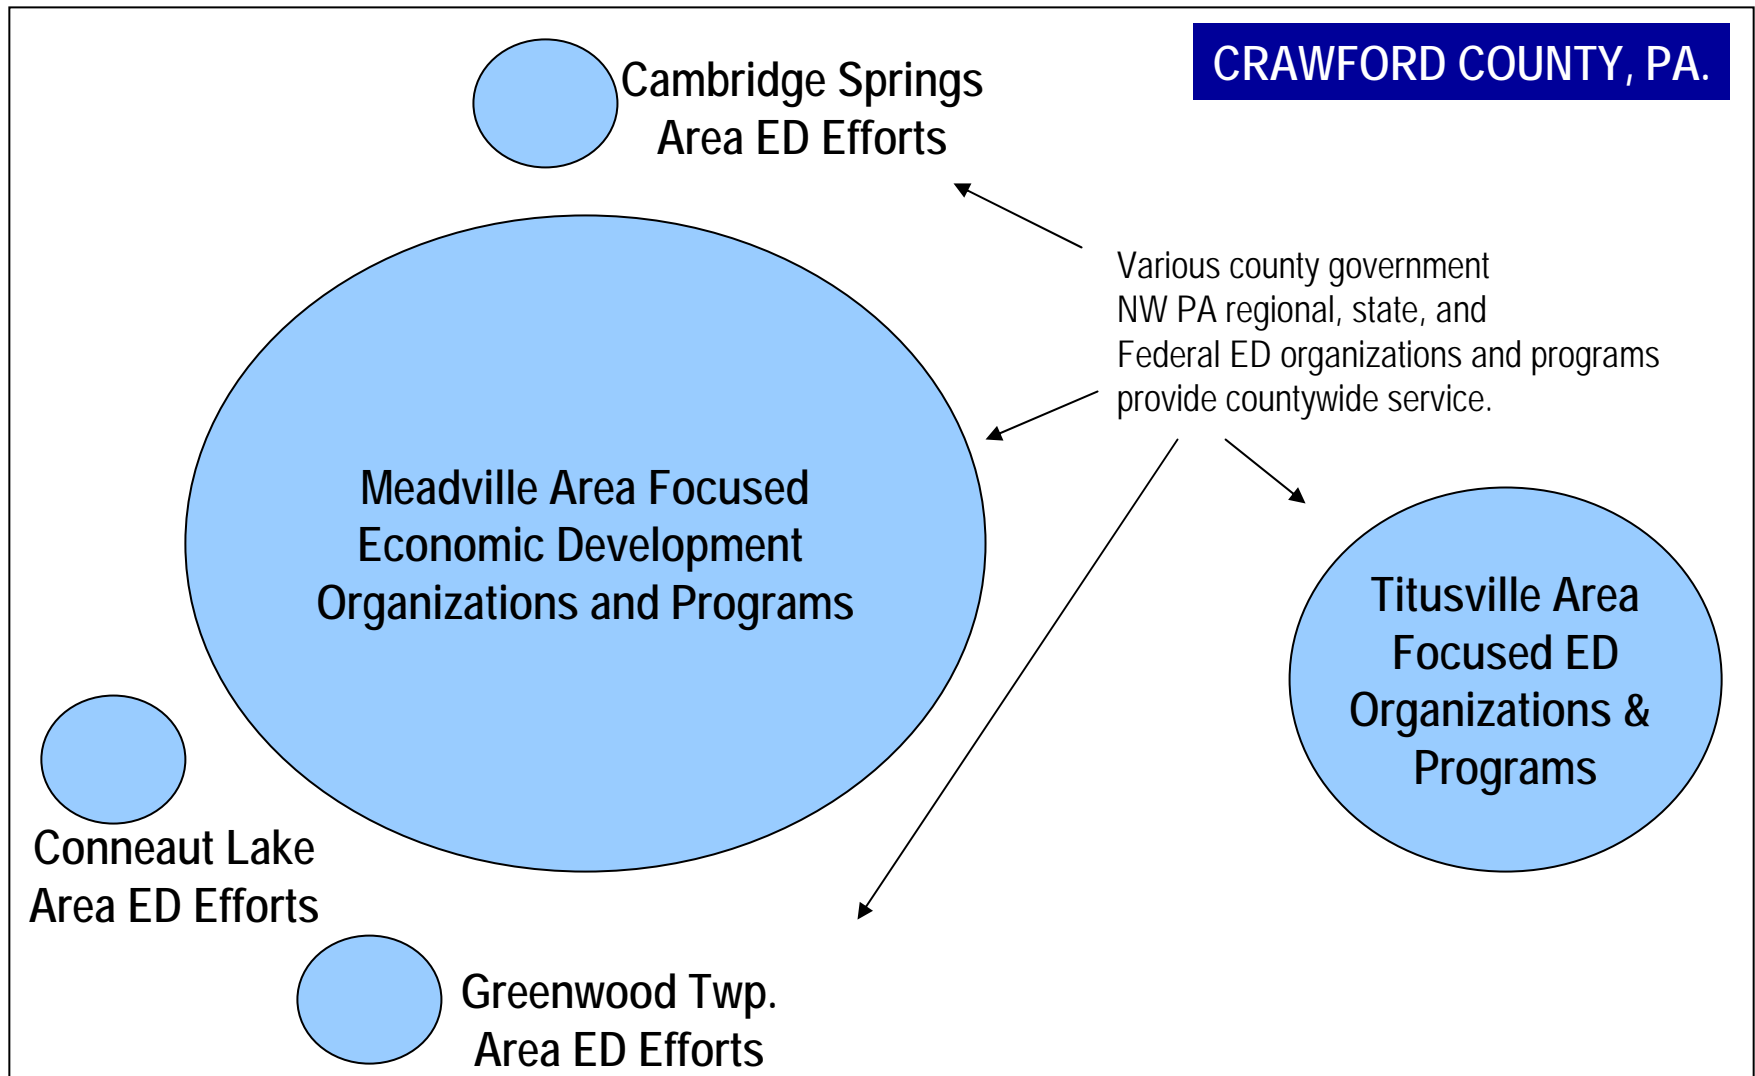 CRAWFORD COUNTY, PA.
Cambridge Springs
Area ED Efforts
Various county government
NW PA regional, state, and
Federal ED organizations and programs
provide countywide service.
Meadville Area Focused
Economic Development
Organizations and Programs
Titusville Area
Focused ED
Organizations &
Programs
Conneaut Lake
Area ED Efforts
Greenwood Twp.
Area ED Efforts